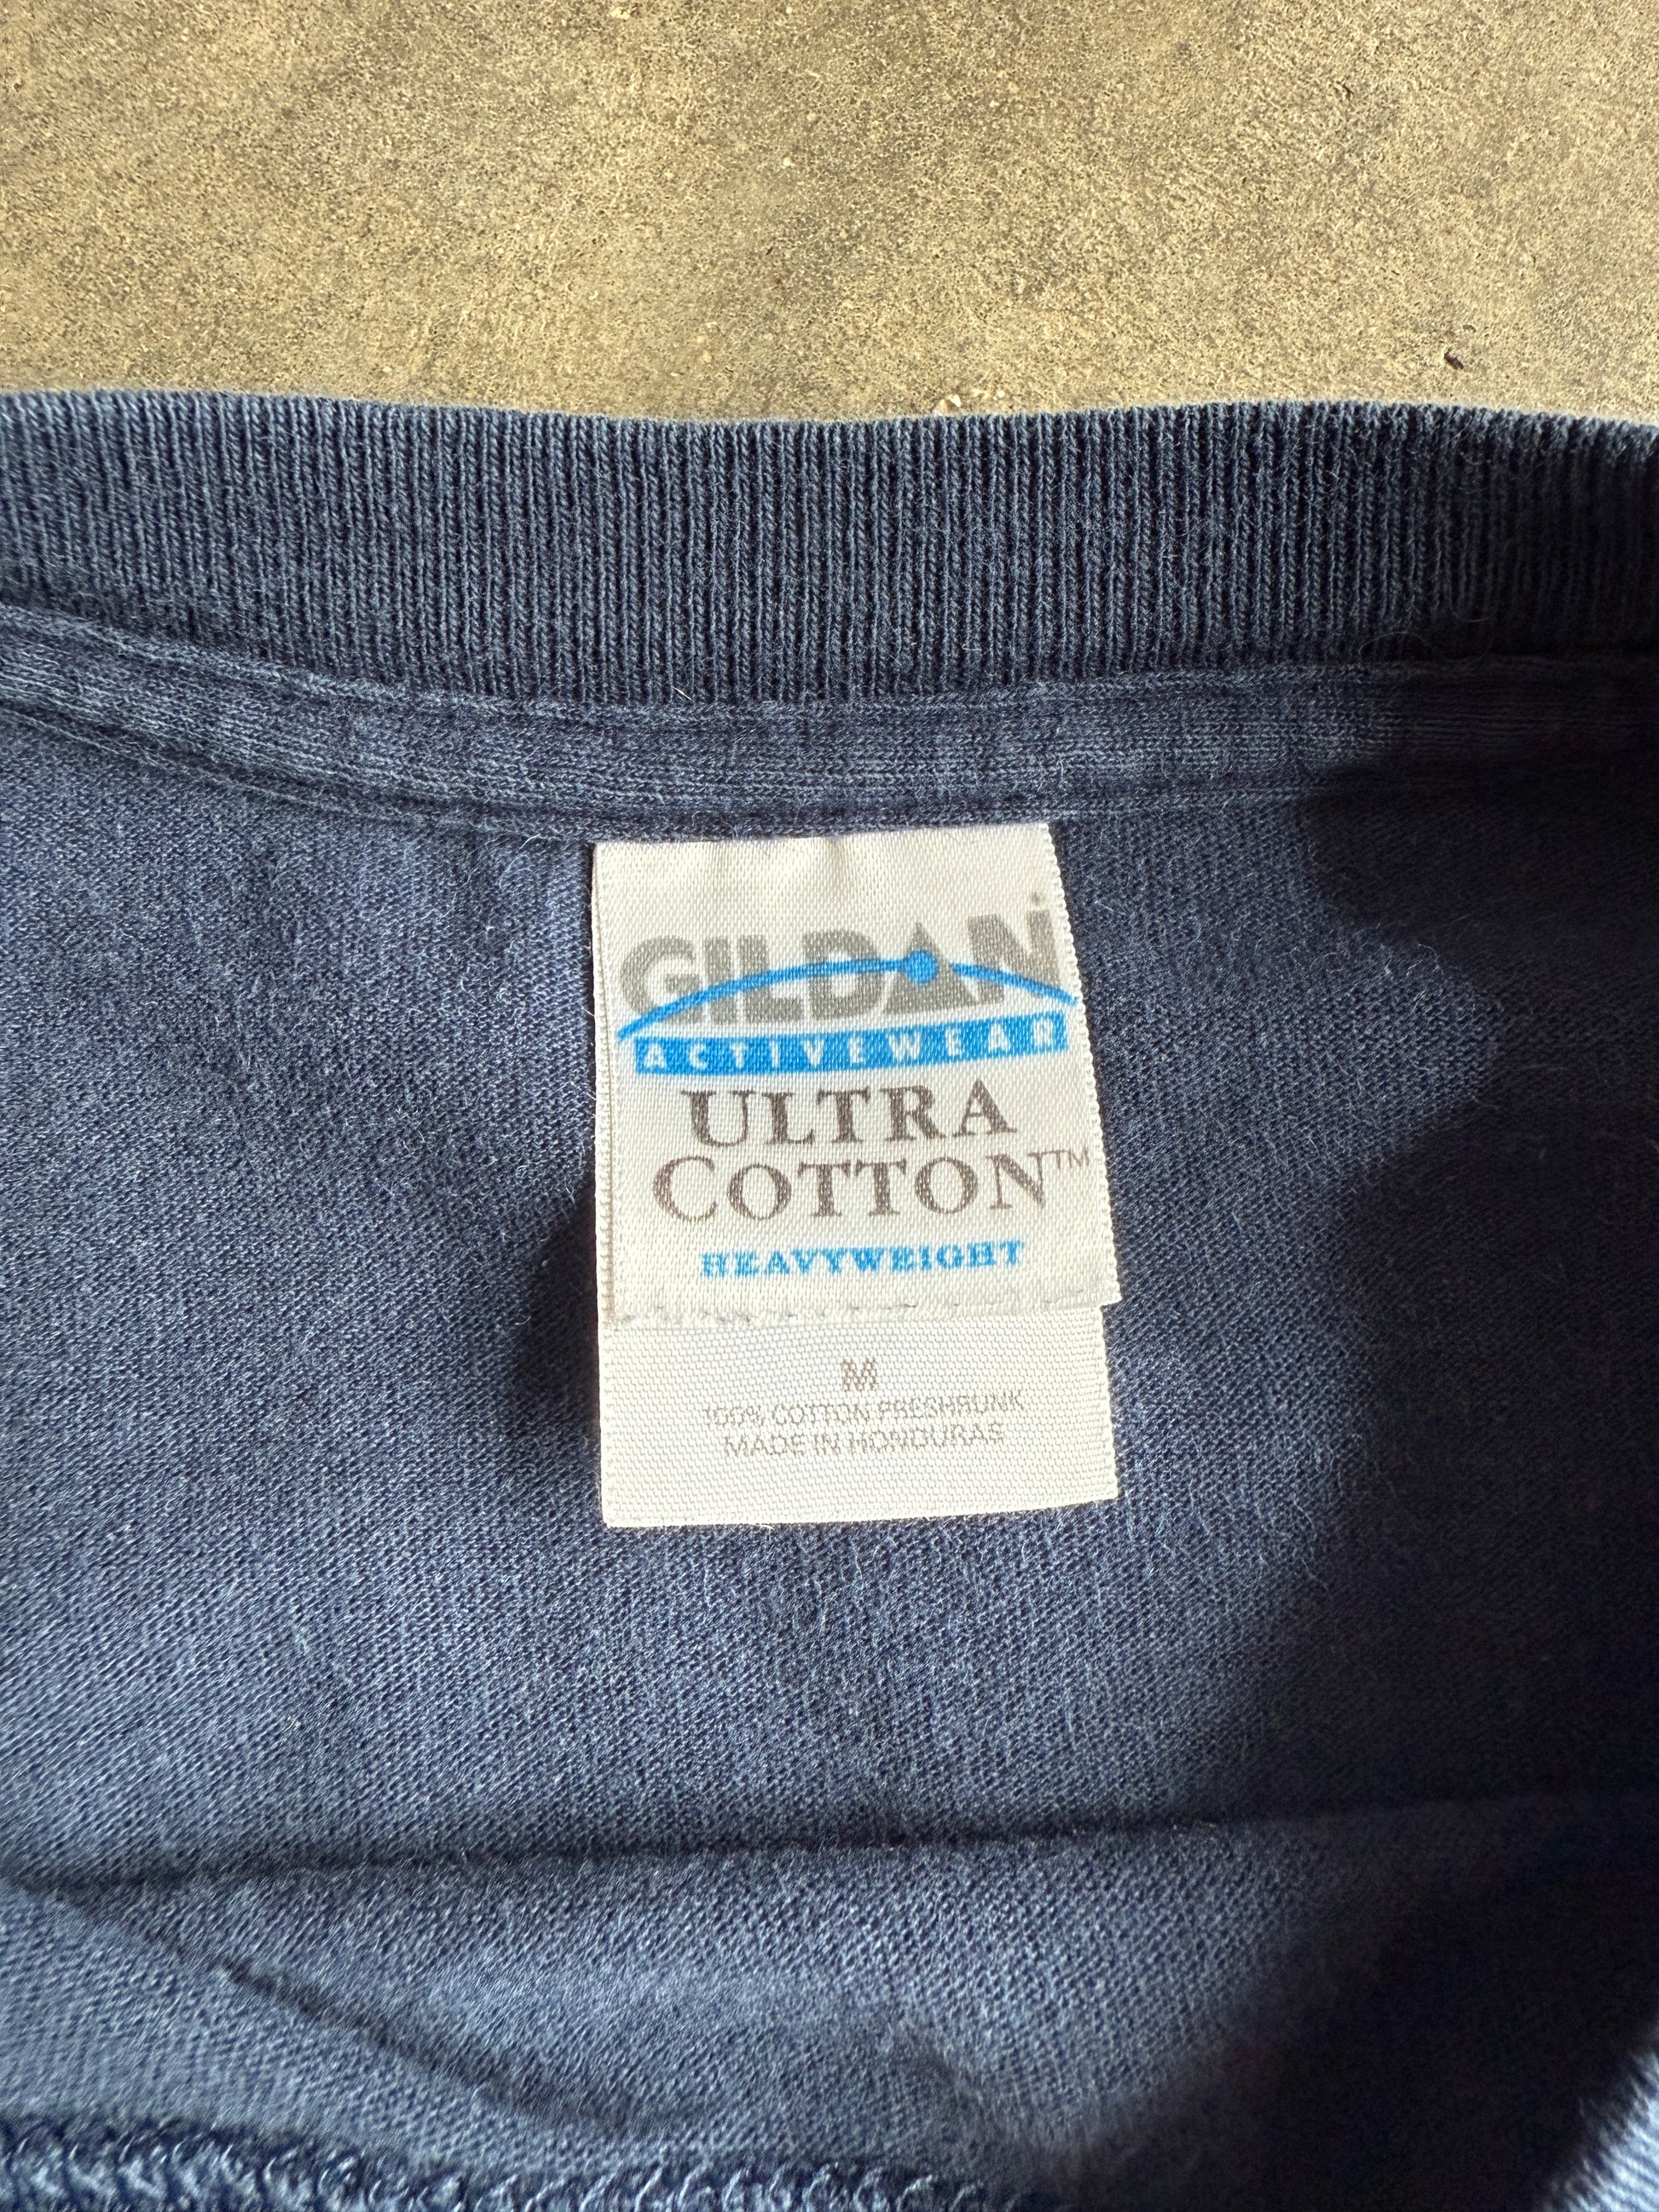 GILDAN
ACTIVEWEAR
ULTRA
COTTON™
HEAVYWEIGHT
M
100% COTTON PRESHRUNK
MADE IN HONDURAS